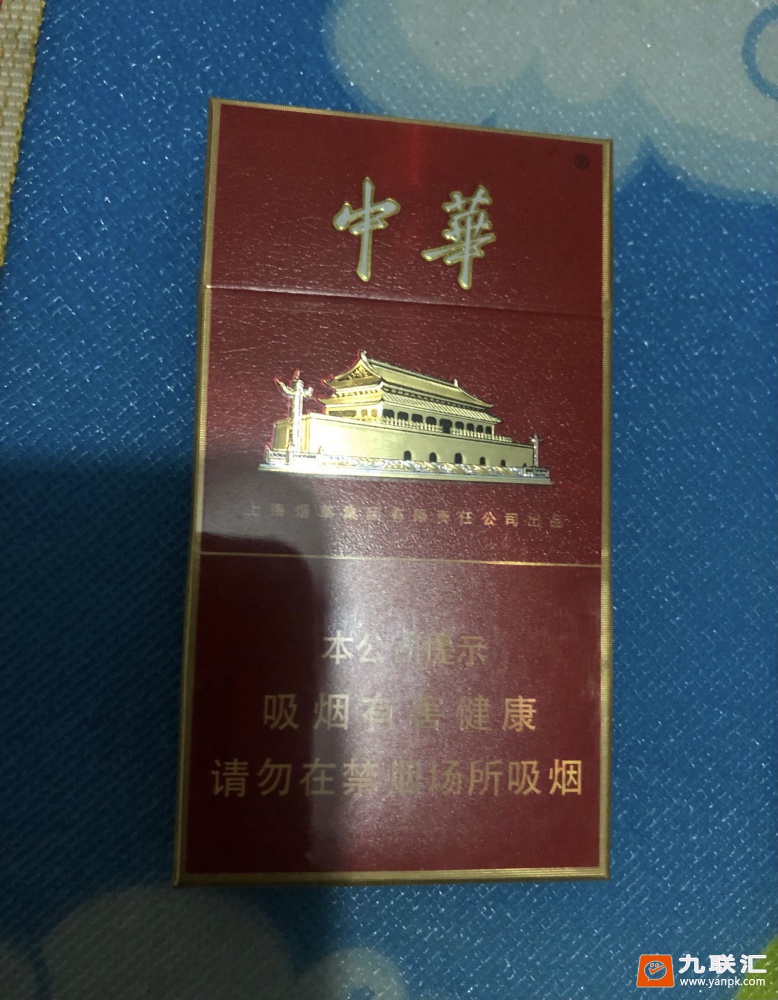 中華
上海烟草集团有限责任公司出品
本公司提示
吸烟有害健康
请勿在禁烟场所吸烟
九联汇
www.yanpk.com